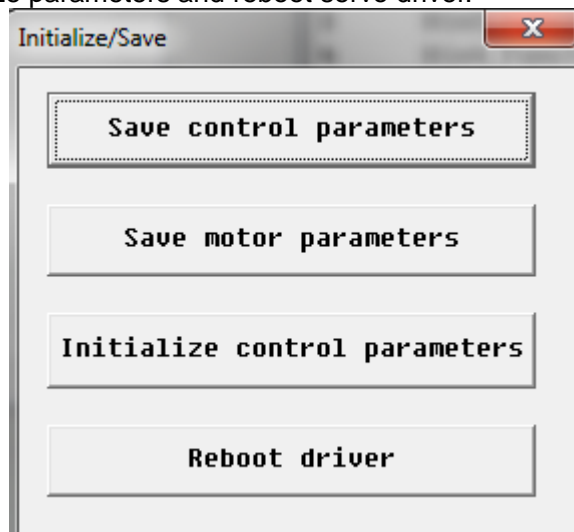 parameters and reboot servo driver.
Initialize/Save
Save control parameters
Save motor parameters
Initialize control parameters
Reboot driver